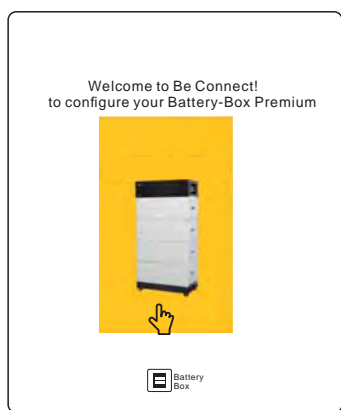 Welcome to Be Connect!
to configure your Battery-Box Premium
Battery
Box